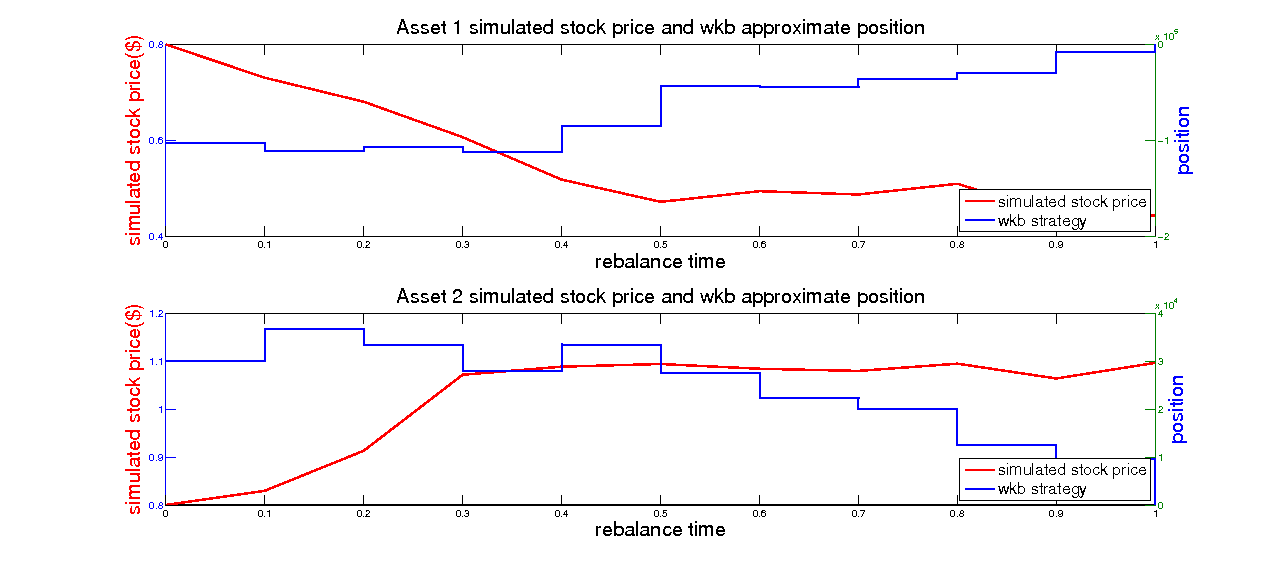 Asset 1 simulated stock price and wkb approximate position
x 10^5
simulated stock price($)
0.8
0.6
0.4
0
-1
-2
position
simulated stock price
wkb strategy
0 0.1 0.2 0.3 0.4 0.5 0.6 0.7 0.8 0.9 1
rebalance time
Asset 2 simulated stock price and wkb approximate position
x 10^4
simulated stock price($)
1.2
1.1
1
0.9
0.8
4
3
2
1
0
position
simulated stock price
wkb strategy
0 0.1 0.2 0.3 0.4 0.5 0.6 0.7 0.8 0.9 1
rebalance time